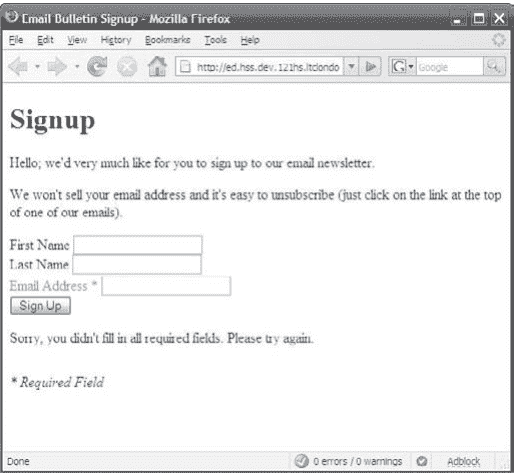 Email Bulletin Signup - Mozilla Firefox
File Edit View History Bookmarks Tools Help
http://ed.hss.dev.121hs.ltclondo
G Google
Signup
Hello; we'd very much like for you to sign up to our email newsletter.
We won't sell your email address and it's easy to unsubscribe (just click on the link at the top
of one of our emails).
First Name
Last Name
Email Address *
Sign Up
Sorry, you didn't fill in all required fields. Please try again.
* Required Field
Done 0 errors / 0 warnings Adblock